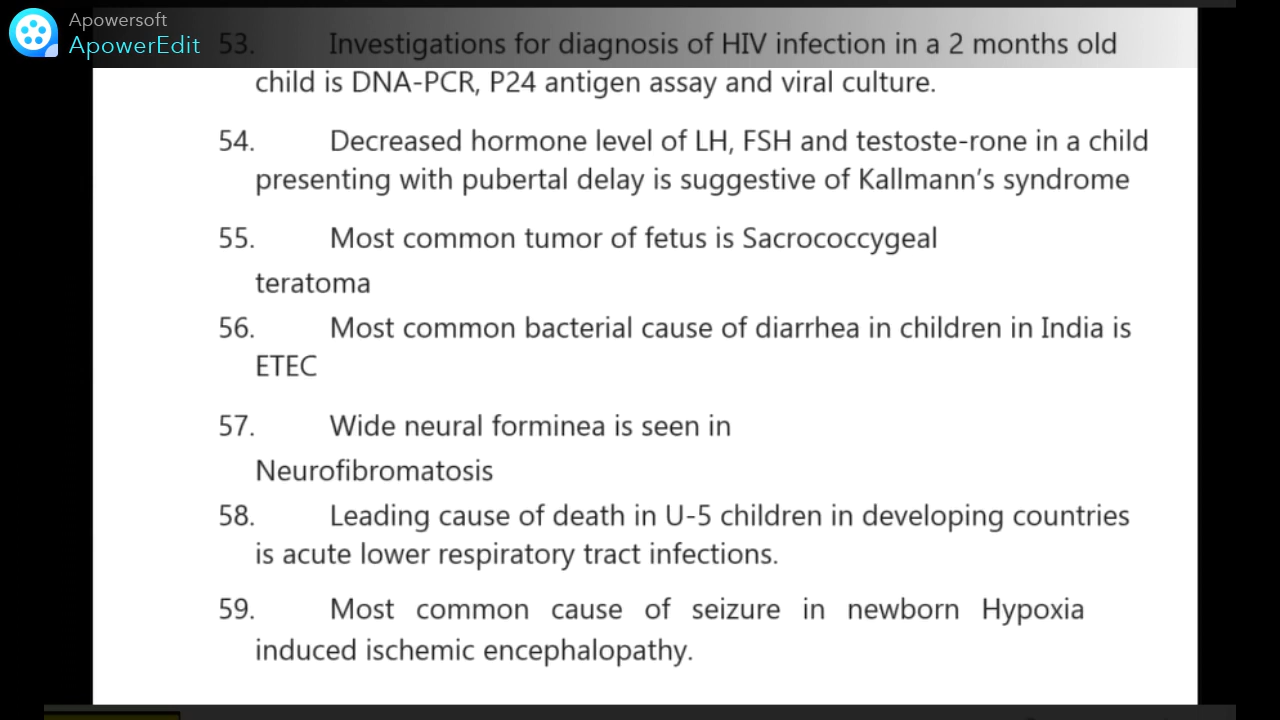 Apowersoft
ApowerEdit
53. Investigations for diagnosis of HIV infection in a 2 months old
child is DNA-PCR, P24 antigen assay and viral culture.
54. Decreased hormone level of LH, FSH and testoste-rone in a child
presenting with pubertal delay is suggestive of Kallmann's syndrome
55. Most common tumor of fetus is Sacrococcygeal
teratoma
56. Most common bacterial cause of diarrhea in children in India is
ETEC
57. Wide neural forminea is seen in
Neurofibromatosis
58. Leading cause of death in U-5 children in developing countries
is acute lower respiratory tract infections.
59. Most common cause of seizure in newborn Hypoxia
induced ischemic encephalopathy.